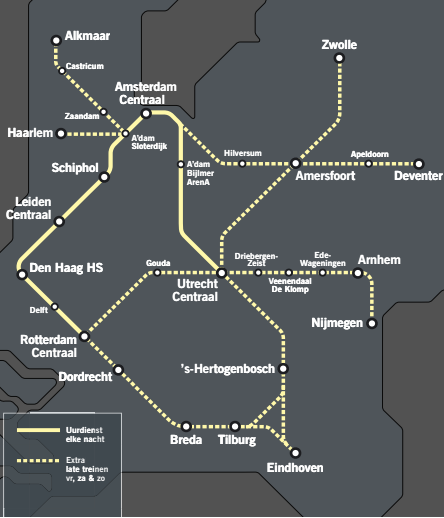 Alkmaar
Zwolle
Castricum
Amsterdam
Centraal
Zaandam
Haarlem
A'dam
Sloterdijk
Hilversum
Apeldoorn
Schiphol
A'dam
Bijlmer
ArenA
Amersfoort
Deventer
Leiden
Centraal
Den Haag HS
Gouda
Driebergen-
Zeist
Ede-
Wageningen
Arnhem
Utrecht
Centraal
Veenendaal
De Klomp
Delft
Nijmegen
Rotterdam
Centraal
Dordrecht
's-Hertogenbosch
Breda
Tilburg
Eindhoven
Uurdienst
elke nacht
Extra
late treinen
vr, za & zo